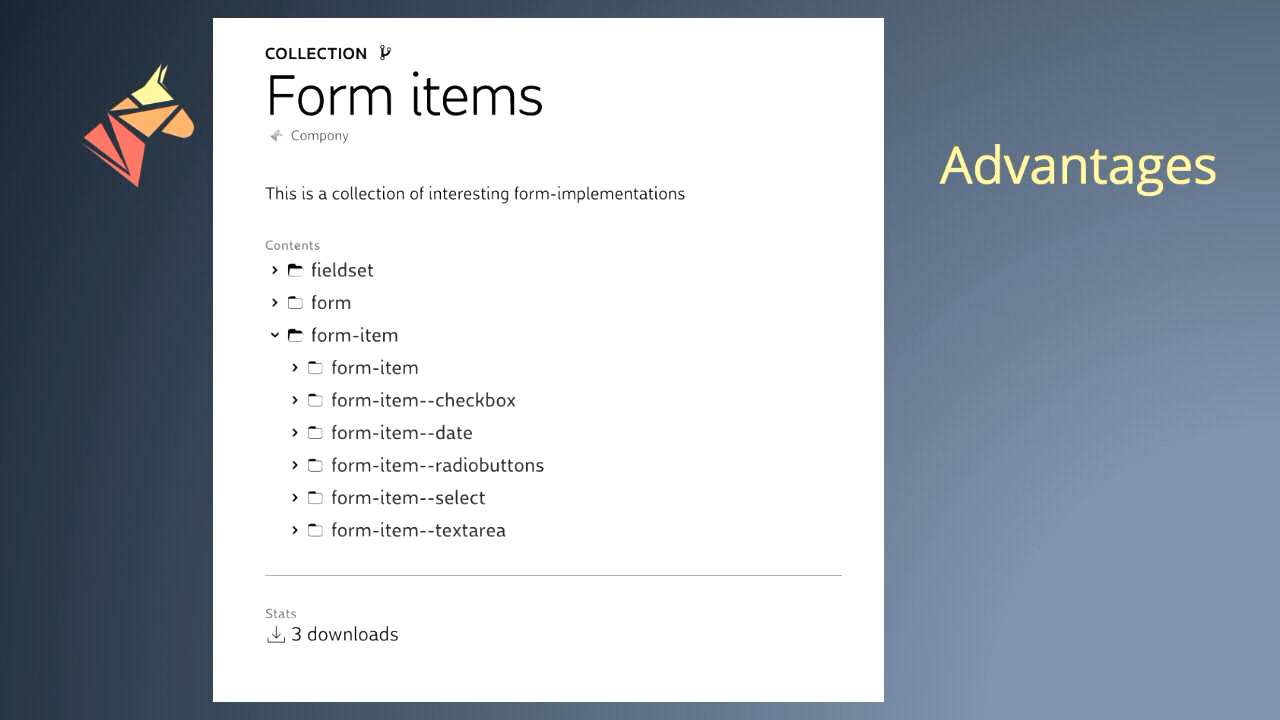 COLLECTION
Form items
Compony
This is a collection of interesting form-implementations
Contents
fieldset
form
form-item
form-item
form-item--checkbox
form-item--date
form-item--radiobuttons
form-item--select
form-item--textarea
Stats
3 downloads
Advantages